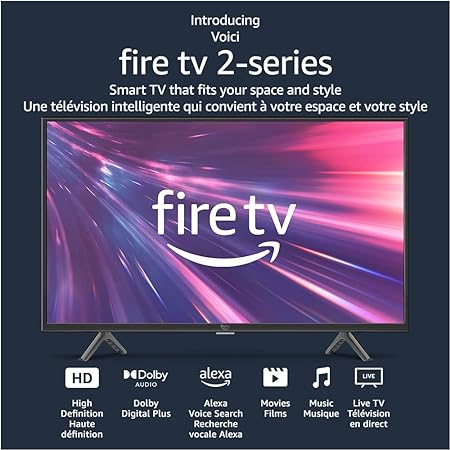 Introducing
Voici
fire tv 2-series
Smart TV that fits your space and style
Une télévision intelligente qui convient à votre espace et votre style
fire tv
HD
Dolby
AUDIO
alexa
LIVE
High
Definition
Haute
définition
Dolby
Digital Plus
Alexa
Voice Search
Recherche
vocale Alexa
Movies
Films
Music
Musique
Live TV
Télévision
en direct